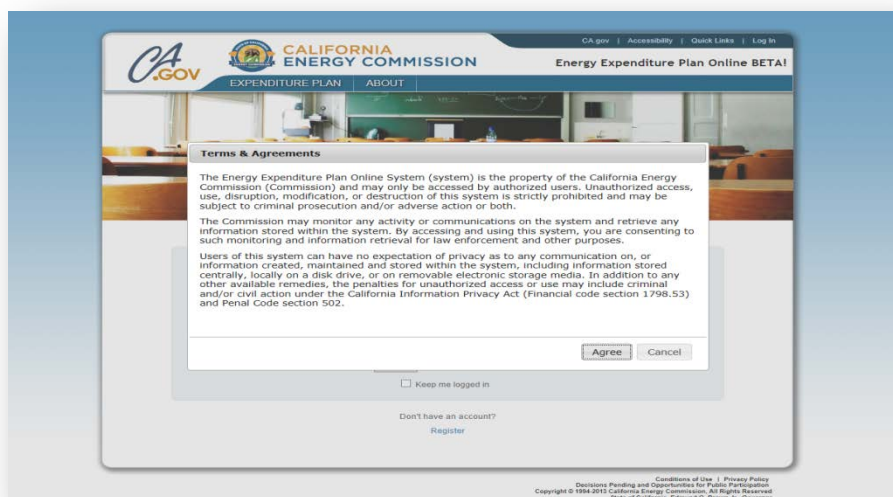 CA.gov | Accessibility | Quick Links | Log In
CA
.GOV
CALIFORNIA
ENERGY COMMISSION
Energy Expenditure Plan Online BETA!
EXPENDITURE PLAN ABOUT
Terms & Agreements
The Energy Expenditure Plan Online System (system) is the property of the California Energy
Commission (Commission) and may only be accessed by authorized users. Unauthorized access,
use, disruption, modification, or destruction of this system is strictly prohibited and may be
subject to criminal prosecution and/or adverse action or both.
The Commission may monitor any activity or communications on the system and retrieve any
information stored within the system. By accessing and using this system, you are consenting to
such monitoring and information retrieval for law enforcement and other purposes.
Users of this system can have no expectation of privacy as to any communication on, or
information created, maintained and stored within the system, including information stored
centrally, locally on a disk drive, or on removable electronic storage media. In addition to any
other available remedies, the penalties for unauthorized access or use may include criminal
and/or civil action under the California Information Privacy Act (Financial code section 1798.53)
and Penal Code section 502.
Agree Cancel
Keep me logged in
Don't have an account?
Register
Conditions of Use | Privacy Policy
Decisions Pending and Opportunities for Public Participation
Copyright © 1994-2013 California Energy Commission, All Rights Reserved
State of California, Edmund G. Brown Jr., Governor